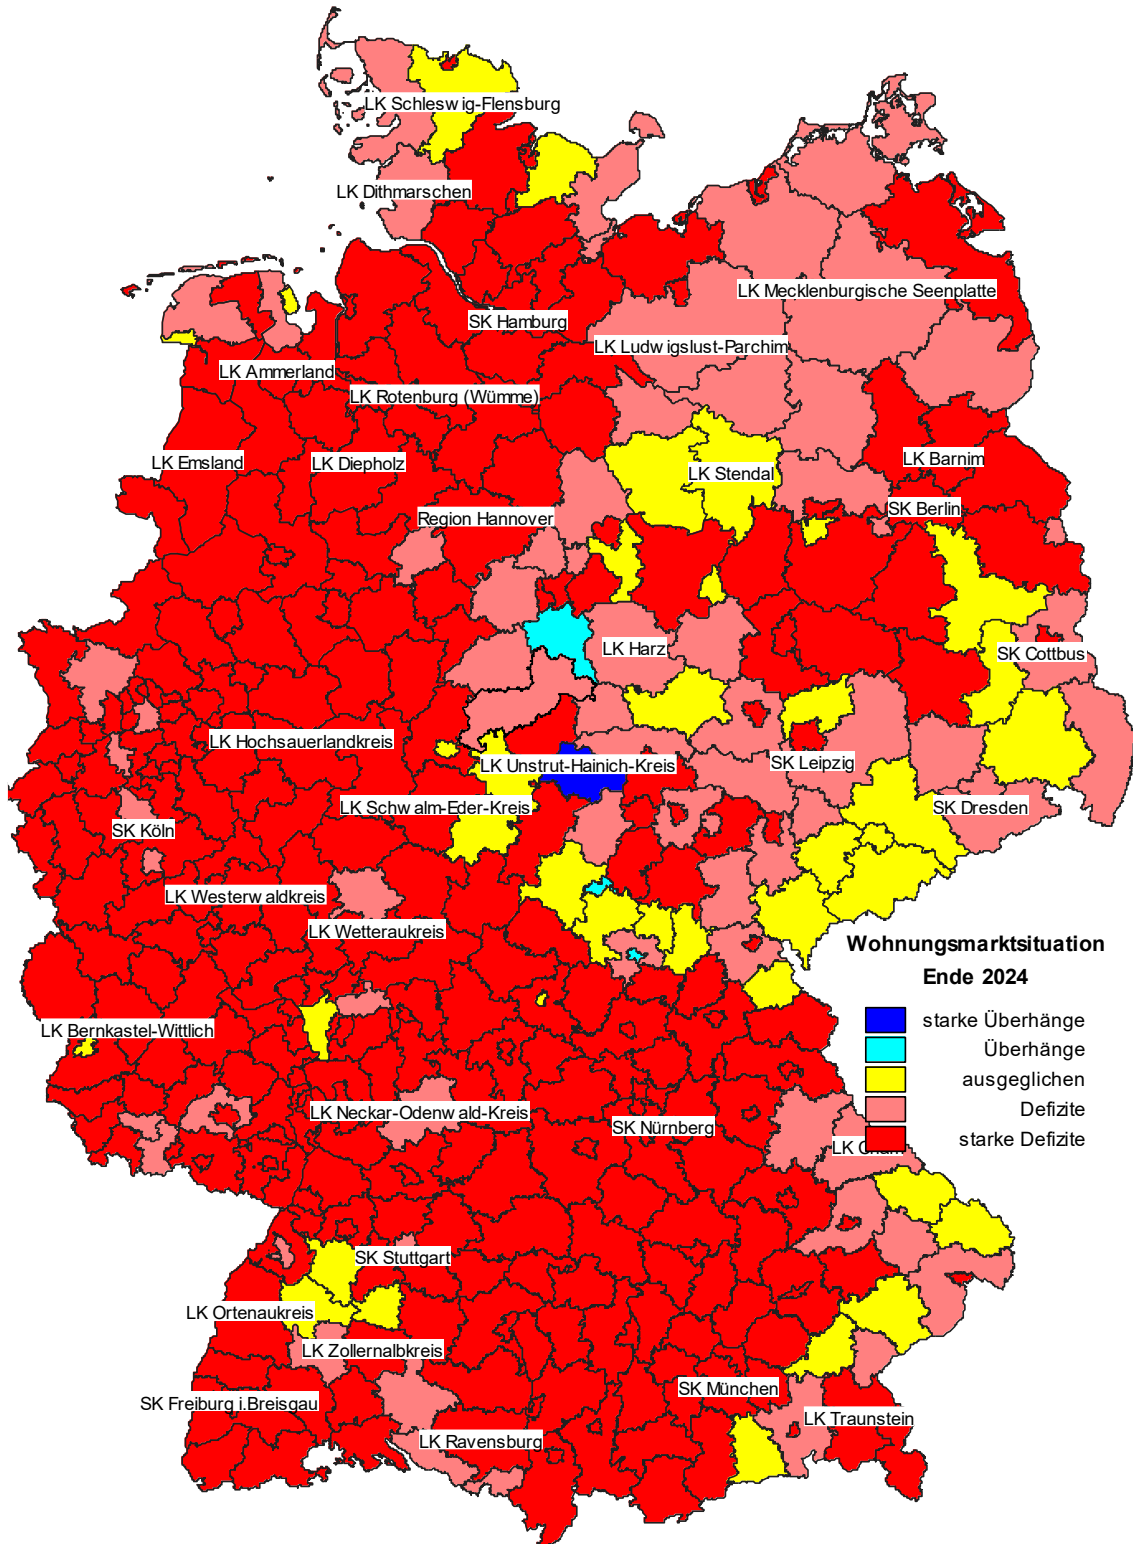 LK Schleswig-Flensburg
LK Dithmarschen
LK Mecklenburgische Seenplatte
SK Hamburg
LK Ludwigslust-Parchim
LK Ammerland
LK Rotenburg (Wümme)
LK Emsland
LK Diepholz
LK Stendal
LK Barnim
SK Berlin
Region Hannover
LK Harz
SK Cottbus
LK Hochsauerlandkreis
LK Unstrut-Hainich-Kreis
SK Leipzig
LK Schwalm-Eder-Kreis
SK Dresden
SK Köln
LK Westerwaldkreis
LK Wetteraukreis
Wohnungsmarktsituation
Ende 2024
starke Überhänge
Überhänge
ausgeglichen
Defizite
starke Defizite
LK Bernkastel-Wittlich
LK Neckar-Odenwald-Kreis
SK Nürnberg
LK Cham
SK Stuttgart
LK Ortenaukreis
LK Zollernalbkreis
SK München
SK Freiburg i.Breisgau
LK Traunstein
LK Ravensburg